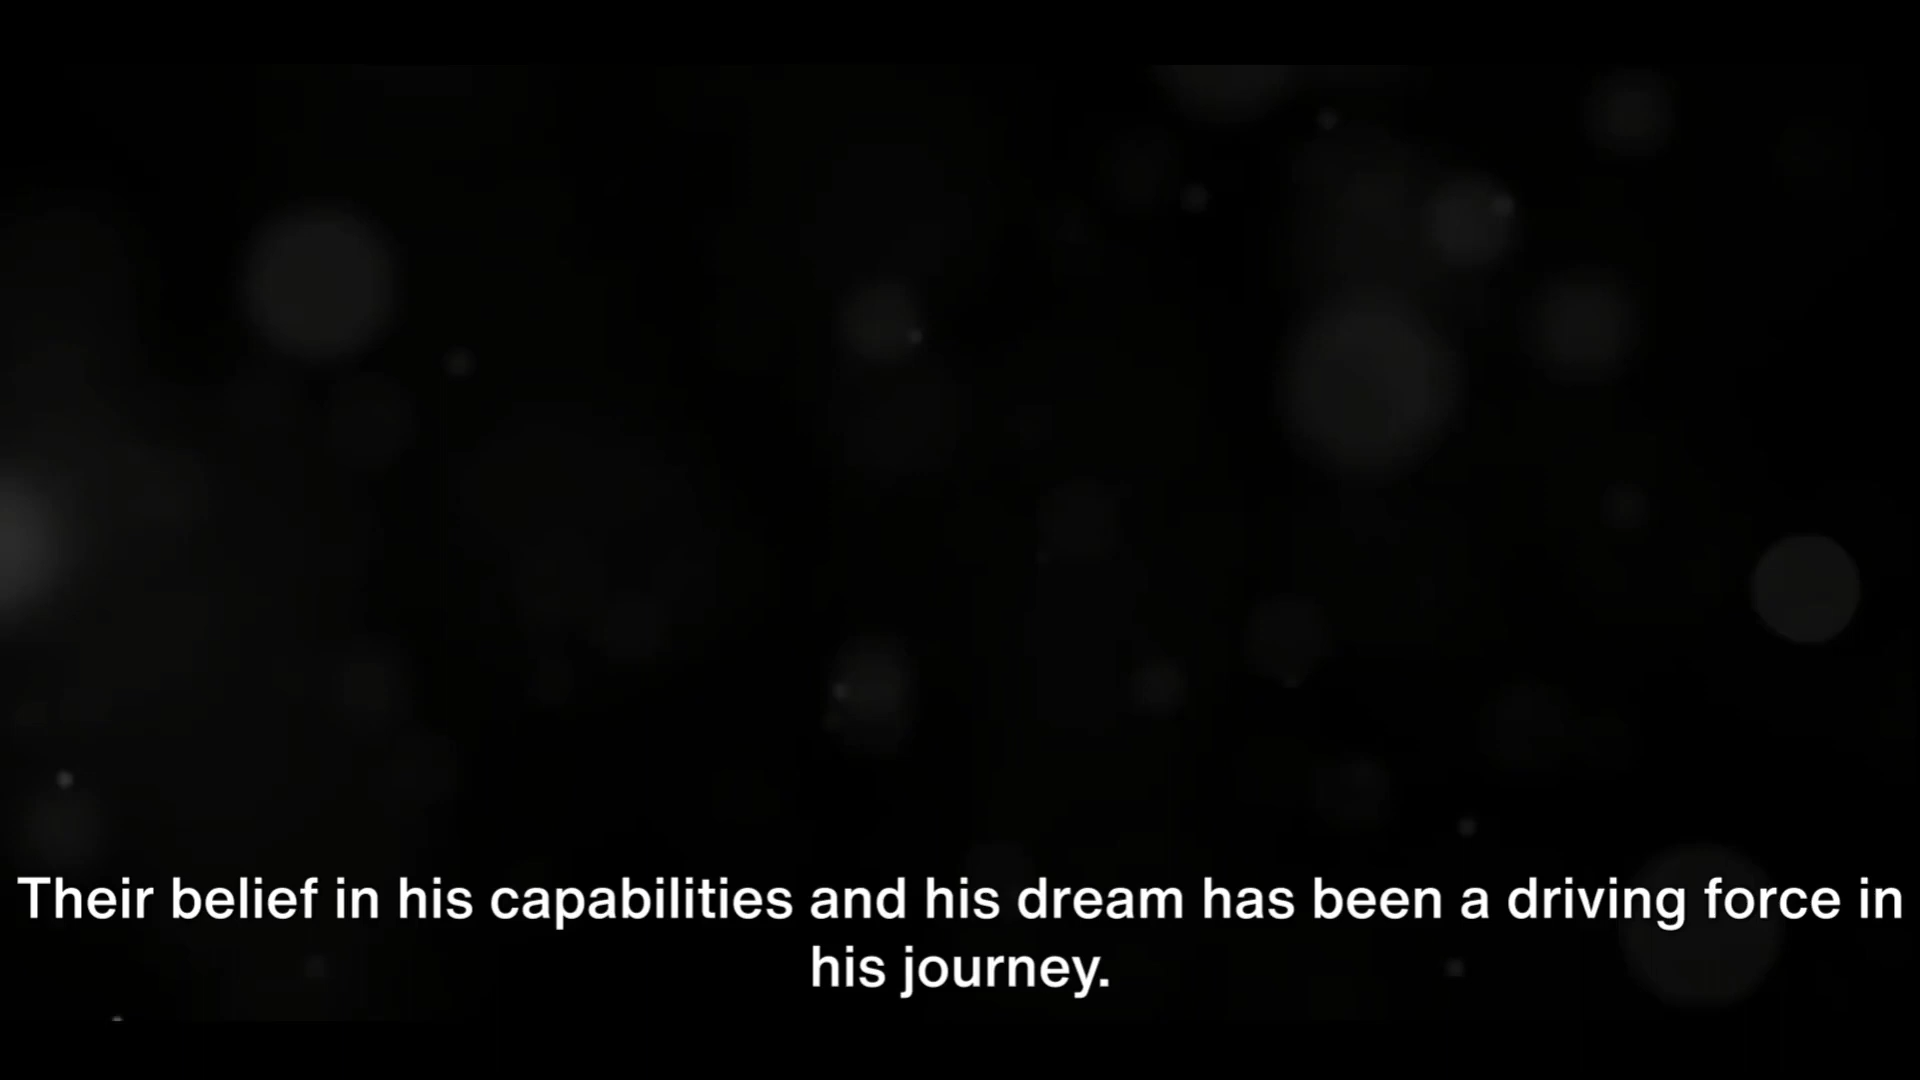 Their belief in his capabilities and his dream has been a driving force in
his journey.